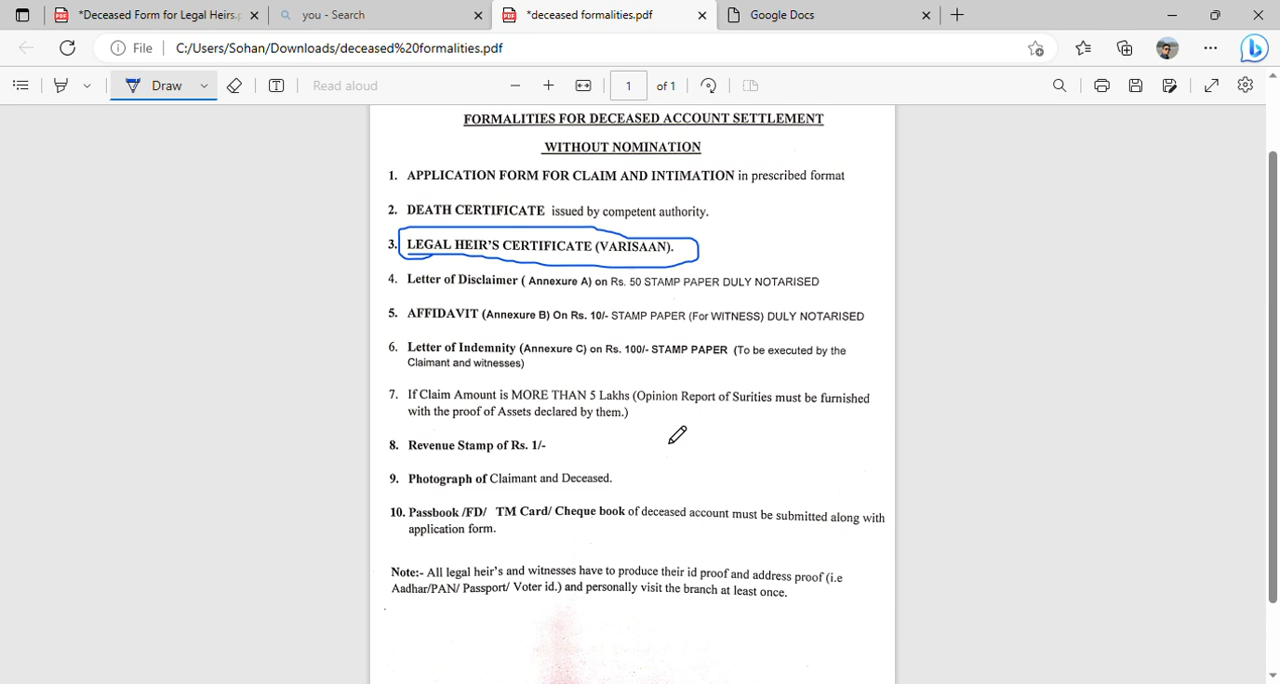 *Deceased Form for Legal Heirs.p
you - Search
*deceased formalities.pdf
Google Docs
File
C:/Users/Sohan/Downloads/deceased%20formalities.pdf
Draw
Read aloud
1
of 1
FORMALITIES FOR DECEASED ACCOUNT SETTLEMENT
WITHOUT NOMINATION
1. APPLICATION FORM FOR CLAIM AND INTIMATION in prescribed format
2. DEATH CERTIFICATE issued by competent authority.
3. LEGAL HEIR'S CERTIFICATE (VARISAAN).
4. Letter of Disclaimer ( Annexure A) on Rs. 50 STAMP PAPER DULY NOTARISED
5. AFFIDAVIT (Annexure B) On Rs. 10/- STAMP PAPER (For WITNESS) DULY NOTARISED
6. Letter of Indemnity (Annexure C) on Rs. 100/- STAMP PAPER (To be executed by the
Claimant and witnesses)
7. If Claim Amount is MORE THAN 5 Lakhs (Opinion Report of Surities must be furnished
with the proof of Assets declared by them.)
8. Revenue Stamp of Rs. 1/-
9. Photograph of Claimant and Deceased.
10. Passbook /FD/ TM Card/ Cheque book of deceased account must be submitted along with
application form.
Note:- All legal heir's and witnesses have to produce their id proof and address proof (i.e
Aadhar/PAN/ Passport/ Voter id.) and personally visit the branch at least once.